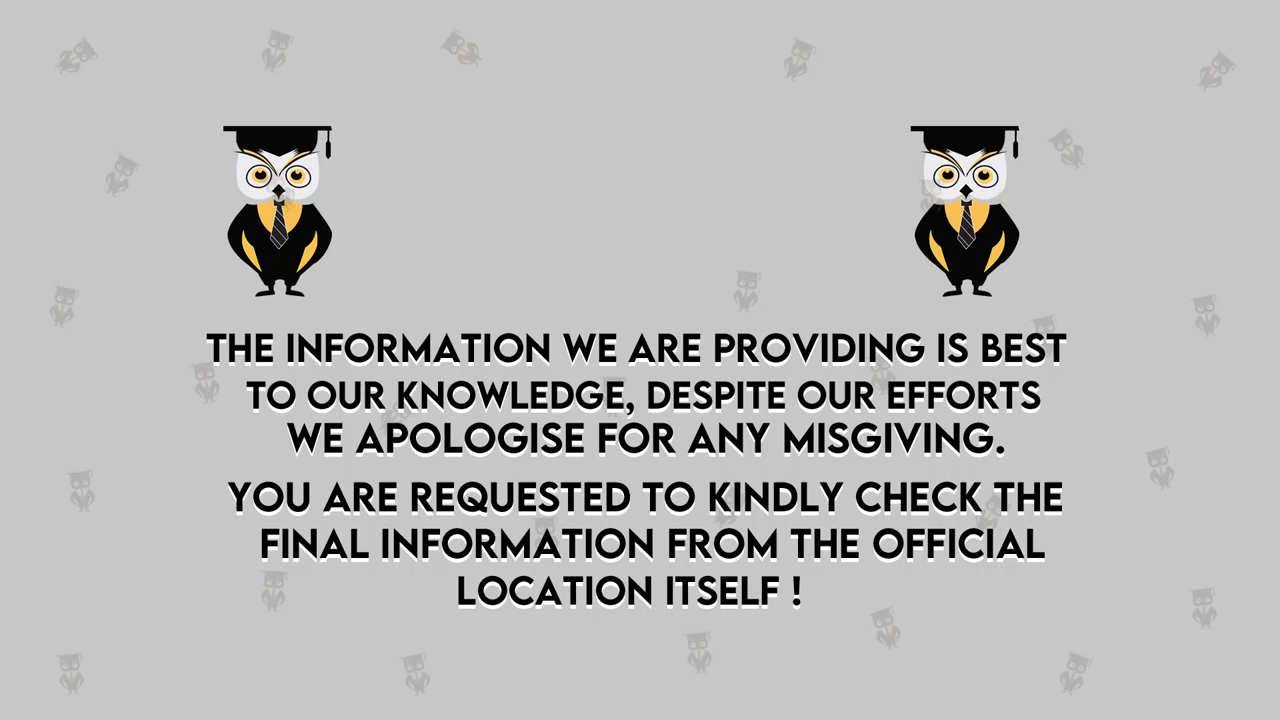 THE INFORMATION WE ARE PROVIDING IS BEST
TO OUR KNOWLEDGE, DESPITE OUR EFFORTS
WE APOLOGISE FOR ANY MISGIVING.
YOU ARE REQUESTED TO KINDLY CHECK THE
FINAL INFORMATION FROM THE OFFICIAL
LOCATION ITSELF !